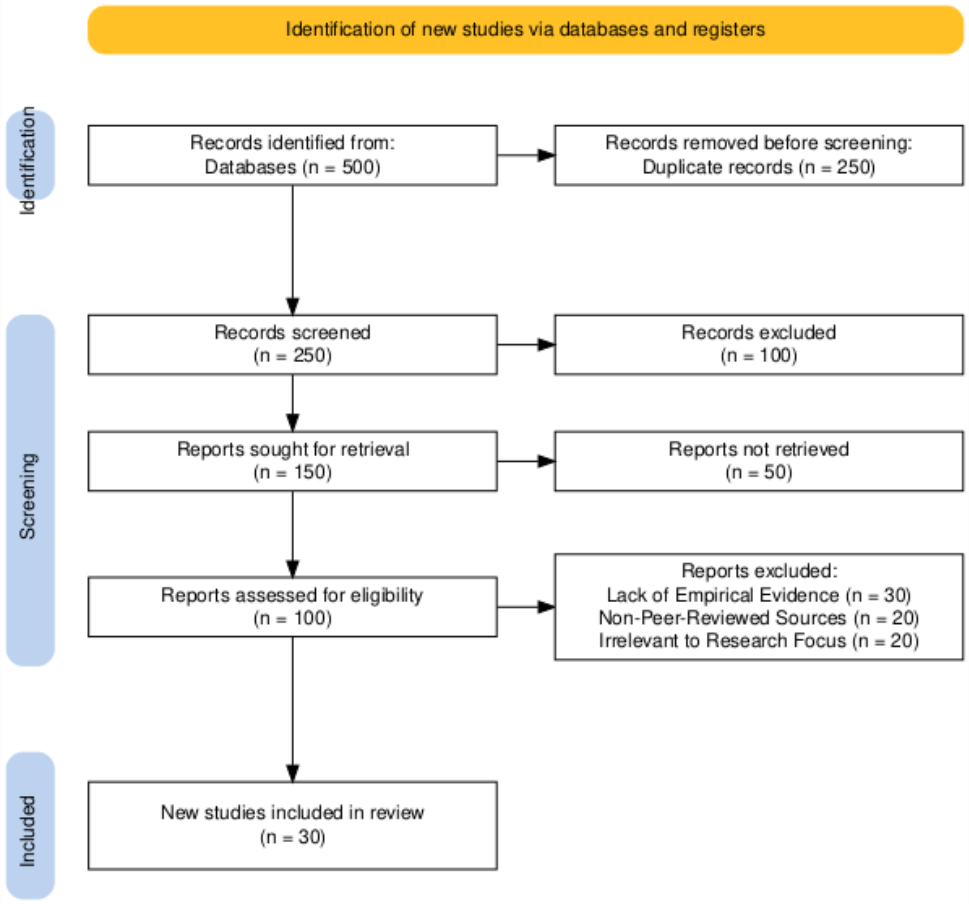 Identification of new studies via databases and registers
Identification
Records identified from:
Databases (n = 500)
Records removed before screening:
Duplicate records (n = 250)
Screening
Records screened
(n = 250)
Records excluded
(n = 100)
Reports sought for retrieval
(n = 150)
Reports not retrieved
(n = 50)
Reports assessed for eligibility
(n = 100)
Reports excluded:
Lack of Empirical Evidence (n = 30)
Non-Peer-Reviewed Sources (n = 20)
Irrelevant to Research Focus (n = 20)
Included
New studies included in review
(n = 30)